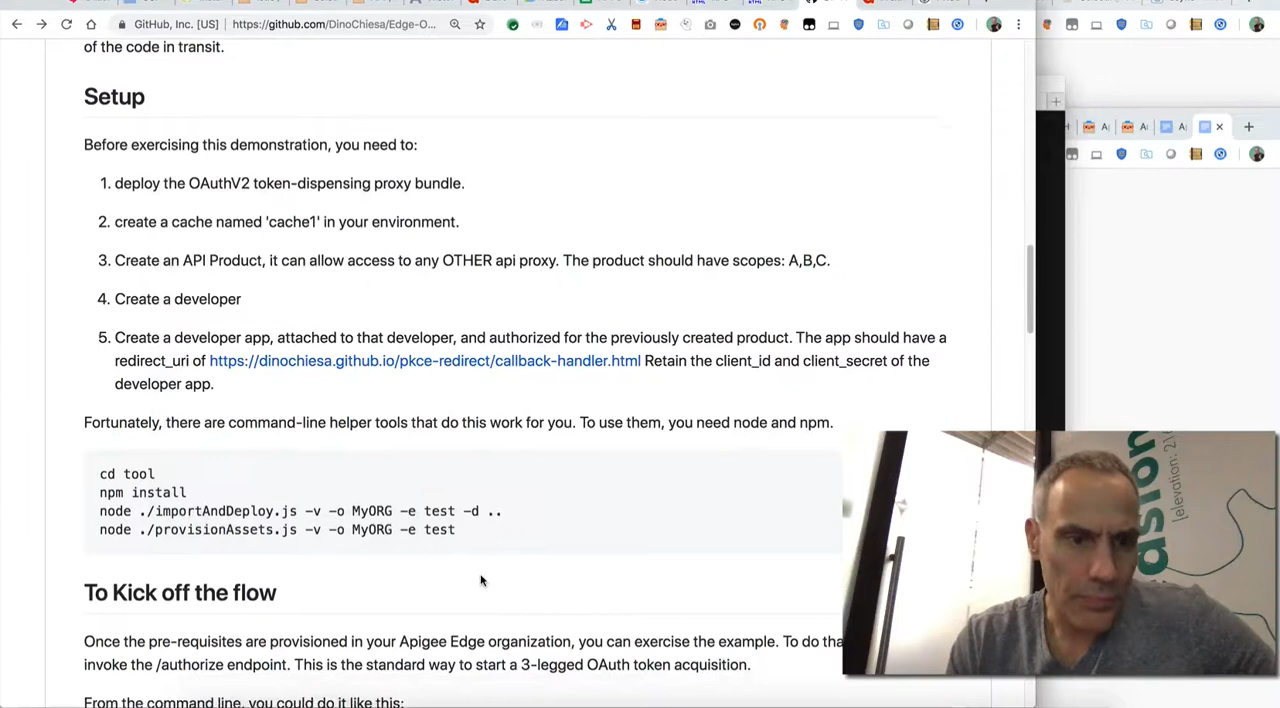 GitHub, Inc. [US]
https://github.com/DinoChiesa/Edge-O...
of the code in transit.
Setup
Before exercising this demonstration, you need to:
1. deploy the OAuthV2 token-dispensing proxy bundle.
2. create a cache named 'cache1' in your environment.
3. Create an API Product, it can allow access to any OTHER api proxy. The product should have scopes: A,B,C.
4. Create a developer
5. Create a developer app, attached to that developer, and authorized for the previously created product. The app should have a
redirect_uri of https://dinochiesa.github.io/pkce-redirect/callback-handler.html Retain the client_id and client_secret of the
developer app.
Fortunately, there are command-line helper tools that do this work for you. To use them, you need node and npm.
cd tool
npm install
node ./importAndDeploy.js -v -o MyORG -e test -d ..
node ./provisionAssets.js -v -o MyORG -e test
To Kick off the flow
Once the pre-requisites are provisioned in your Apigee Edge organization, you can exercise the example. To do tha
invoke the /authorize endpoint. This is the standard way to start a 3-legged OAuth token acquisition.
From the command line, you could do it like this:
asion
[elevation: 21